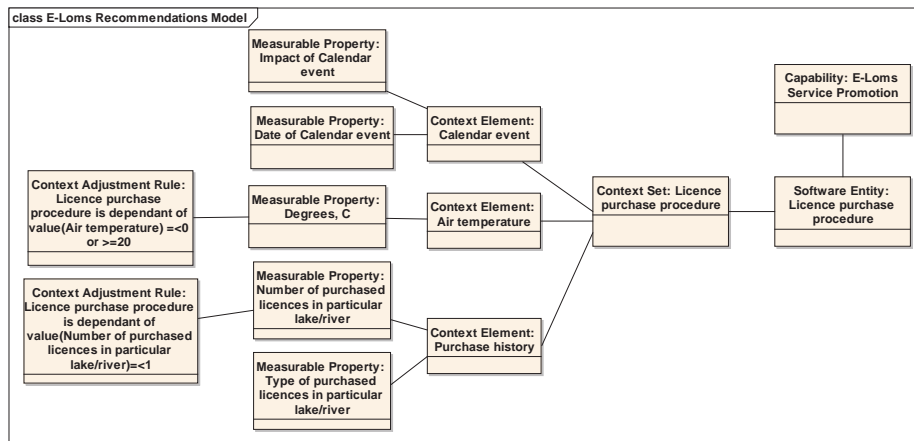 class E-Loms Recommendations Model
Measurable Property:
Impact of Calendar
event
Measurable Property:
Date of Calendar event
Context Element:
Calendar event
Capability: E-Loms
Service Promotion
Context Adjustment Rule:
Licence purchase
procedure is dependant of
value(Air temperature) =<0
or >=20
Measurable Property:
Degrees, C
Context Element:
Air temperature
Context Set: Licence
purchase procedure
Software Entity:
Licence purchase
procedure
Context Adjustment Rule:
Licence purchase procedure
is dependant of
value(Number of purchased
licences in particular
lake/river)=<1
Measurable Property:
Number of purchased
licences in particular
lake/river
Context Element:
Purchase history
Measurable Property:
Type of purchased
licences in particular
lake/river